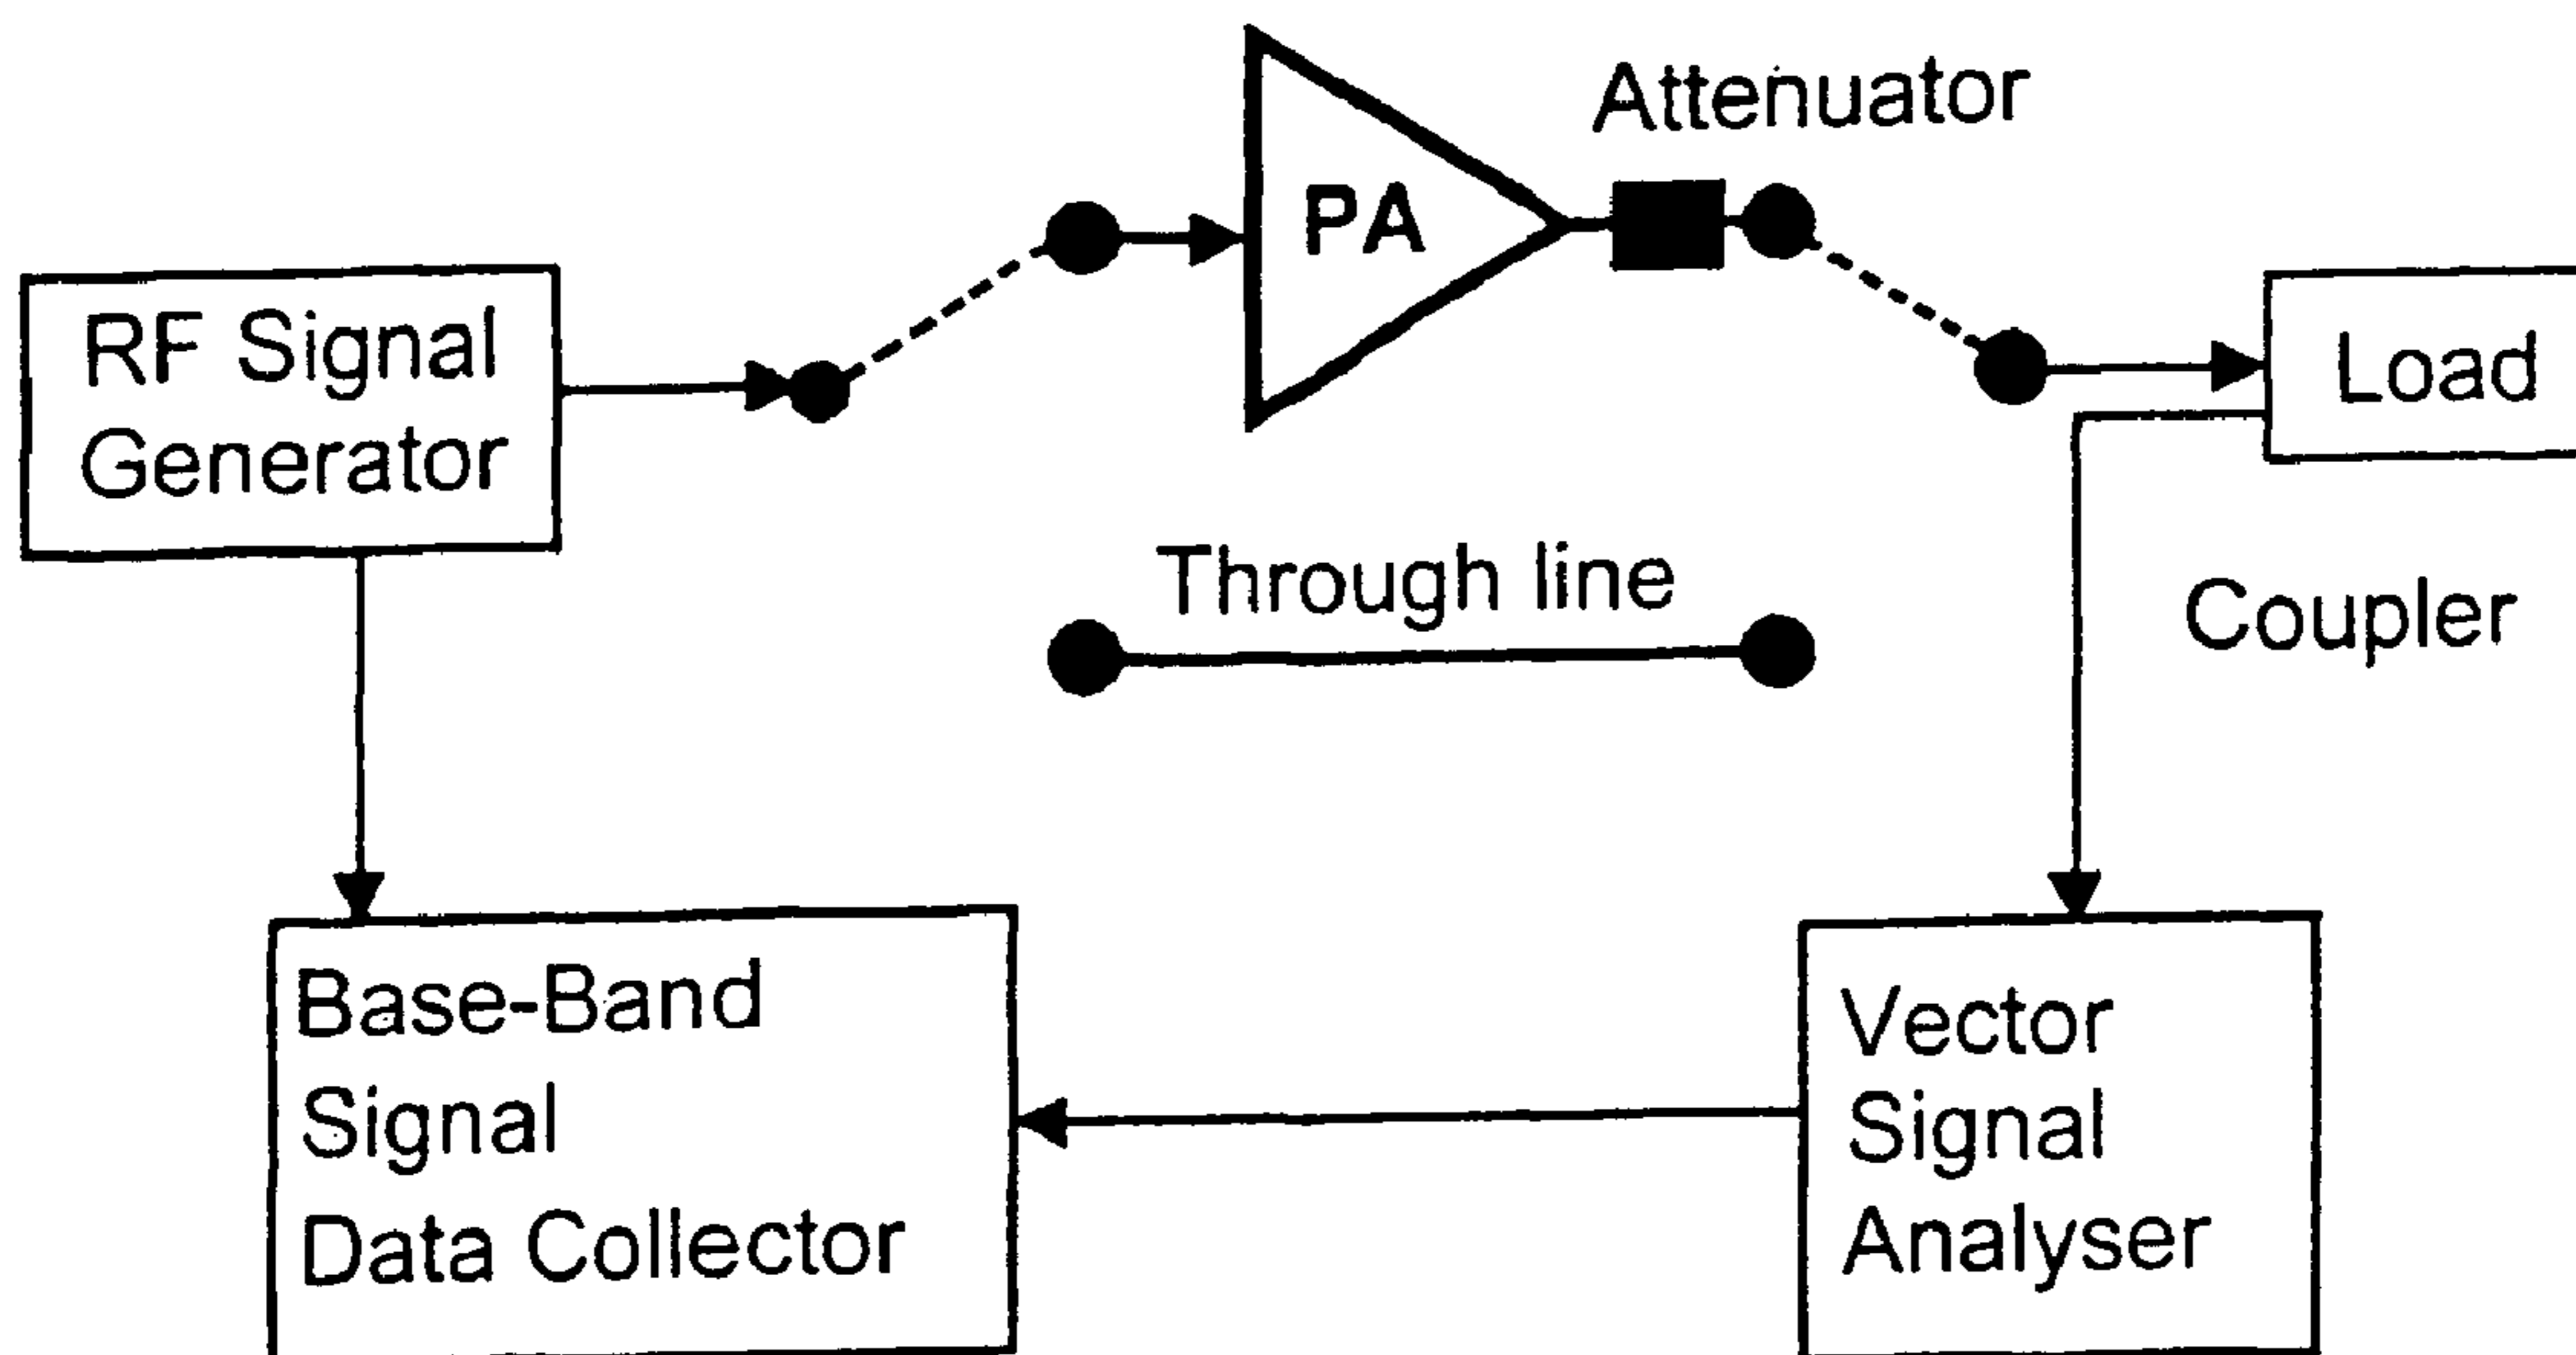 Attenuator
PA
RF Signal
Generator
Load
Through line
Coupler
Base-Band
Signal
Data Collector
Vector
Signal
Analyser